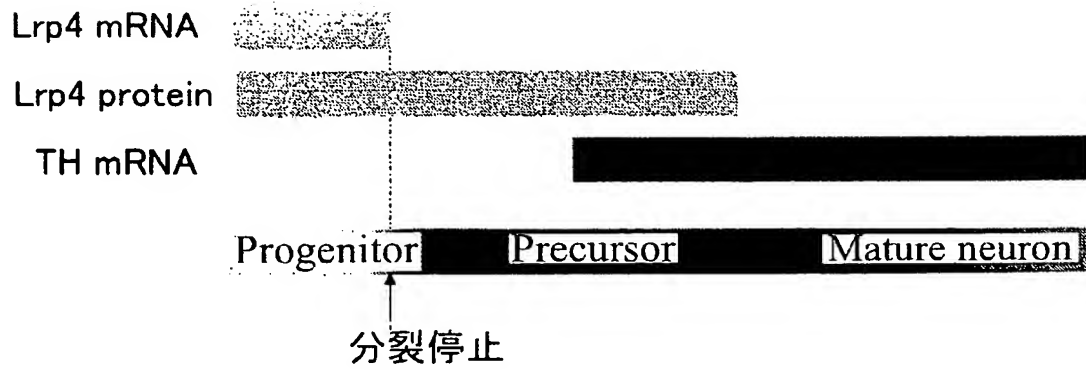 Lrp4 mRNA
Lrp4 protein
TH mRNA
Progenitor Precursor Mature neuron
分裂停止